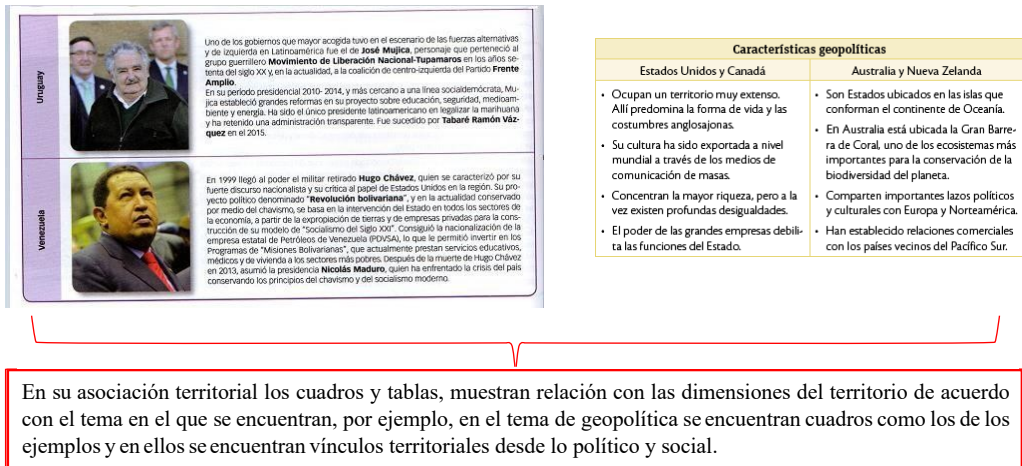 Uruguay
Uno de los gobiernos que mayor acogida tuvo en el escenario de las fuerzas alternativas
y de izquierda en Latinoamérica fue el de José Mujica, personaje que perteneció al
grupo guerrillero Movimiento de Liberación Nacional-Tupamaros en los años se-
tenta del siglo XX y, en la actualidad, a la coalición de centro-izquierda del Partido Frente
Amplio.
En su periodo presidencial 2010- 2014, y más cercano a una línea socialdemócrata, Mu-
jica estableció grandes reformas en su proyecto sobre educación, seguridad, medioam-
biente y energía. Ha sido el único presidente latinoamericano en legalizar la marihuana
y ha retenido una administración transparente. Fue sucedido por Tabaré Ramón Váz-
quez en el 2015.
Venezuela
En 1999 llegó al poder el militar retirado Hugo Chávez, quien se caracterizó por su
fuerte discurso nacionalista y su crítica al papel de Estados Unidos en la región. Su pro-
yecto político denominado "Revolución bolivariana", y en la actualidad conservado
por medio del chavismo, se basa en la intervención del Estado en todos los sectores de
la economía, a partir de la expropiación de tierras y de empresas privadas para la cons-
trucción de su modelo de "Socialismo del Siglo XXI". Consiguió la nacionalización de la
empresa estatal de Petróleos de Venezuela (PDVSA), lo que le permitió invertir en los
Programas de "Misiones Bolivarianas", que actualmente prestan servicios educativos,
médicos y de vivienda a los sectores más pobres. Después de la muerte de Hugo Chávez
en 2013, asumió la presidencia Nicolás Maduro, quien ha enfrentado la crisis del país
conservando los principios del chavismo y del socialismo moderno.
Características geopolíticas
Estados Unidos y Canadá
• Ocupan un territorio muy extenso.
Allí predomina la forma de vida y las
costumbres anglosajonas.
• Su cultura ha sido exportada a nivel
mundial a través de los medios de
comunicación de masas.
• Concentran la mayor riqueza, pero a la
vez existen profundas desigualdades.
• El poder de las grandes empresas debili-
ta las funciones del Estado.
Australia y Nueva Zelanda
• Son Estados ubicados en las islas que
conforman el continente de Oceanía.
• En Australia está ubicada la Gran Barre-
ra de Coral, uno de los ecosistemas más
importantes para la conservación de la
biodiversidad del planeta.
• Comparten importantes lazos políticos
y culturales con Europa y Norteamérica.
• Han establecido relaciones comerciales
con los países vecinos del Pacífico Sur.
En su asociación territorial los cuadros y tablas, muestran relación con las dimensiones del territorio de acuerdo
con el tema en el que se encuentran, por ejemplo, en el tema de geopolítica se encuentran cuadros como los de los
ejemplos y en ellos se encuentran vínculos territoriales desde lo político y social.